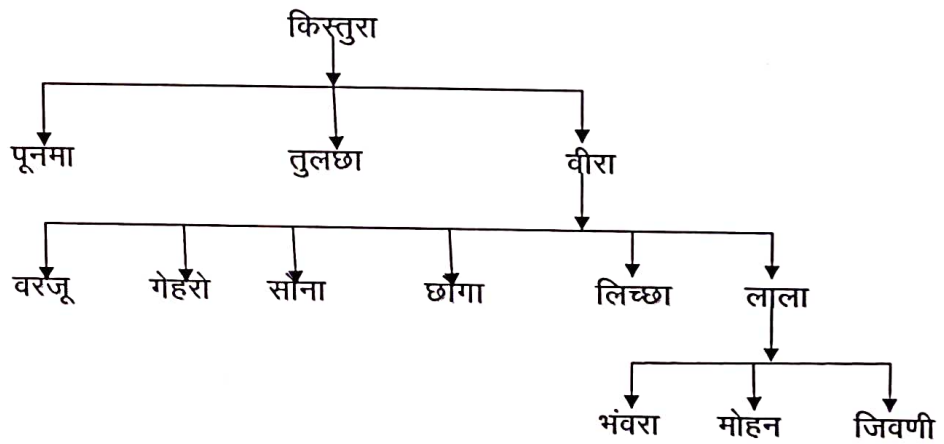 किस्तुरा
पूनमा तुलछा वीरा
वरजू गेहरो सोना छोगा लिच्छा लाला
भंवरा मोहन जिवणी